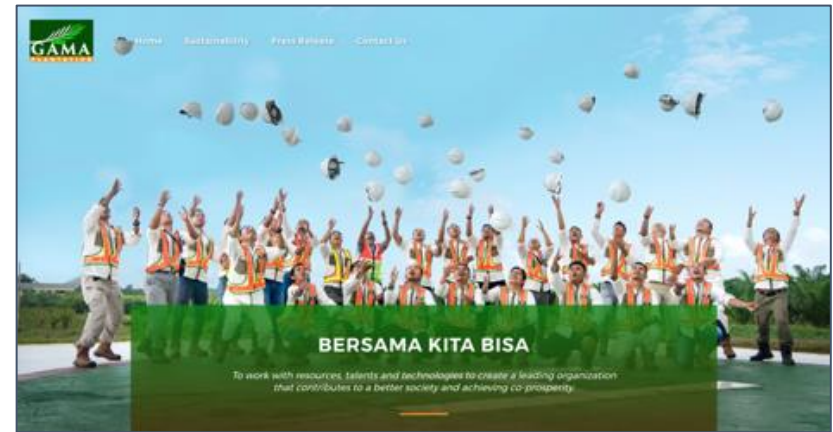 GAMA
PLANTATION
Home Sustainability Press Release Contact Us
BERSAMA KITA BISA
To work with resources, talents and technologies to create a leading organization
that contributes to a better society and achieving co-prosperity.